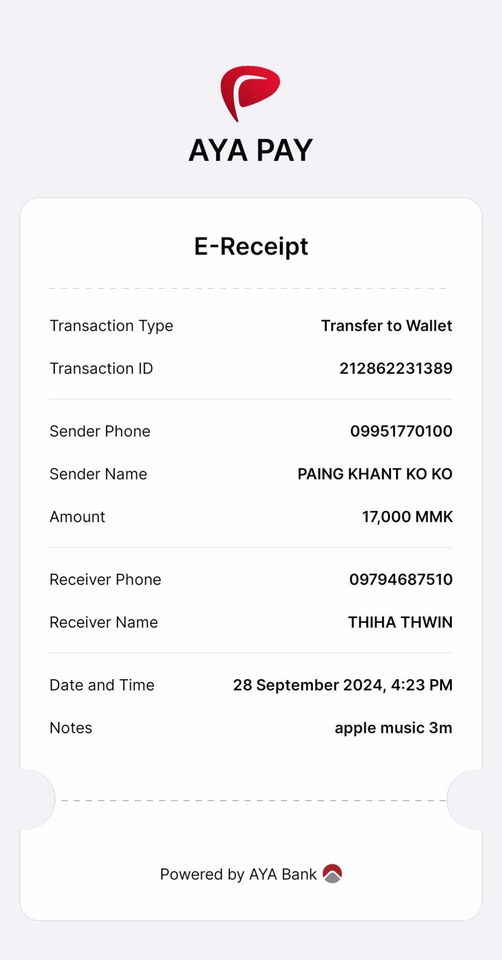 AYA PAY
E-Receipt
Transaction Type Transfer to Wallet
Transaction ID 212862231389
Sender Phone 09951770100
Sender Name PAING KHANT KO KO
Amount 17,000 MMK
Receiver Phone 09794687510
Receiver Name THIHA THWIN
Date and Time 28 September 2024, 4:23 PM
Notes apple music 3m
Powered by AYA Bank